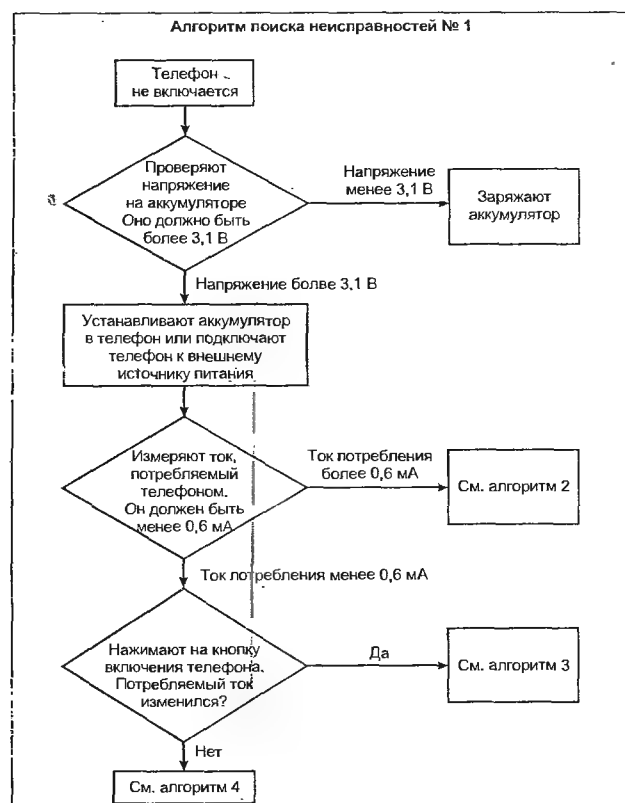 Алгоритм поиска неисправностей № 1
Телефон
не включается
Проверяют
напряжение
на аккумуляторе
Оно должно быть
более 3,1 В
Напряжение
менее 3,1 В
Заряжают
аккумулятор
Напряжение болве 3,1 В
Устанавливают аккумулятор
в телефон или подключают
телефон к внешнему
источнику питания
Измеряют ток,
потребляемый
телефоном.
Он должен быть
менее 0,6 мА
Ток потребления
более 0,6 мА
См. алгоритм 2
Ток потребления менее 0,6 мА
Нажимают на кнопку
включения телефона.
Потребляемый ток
изменился?
Да
См. алгоритм 3
Нет
См. алгоритм 4